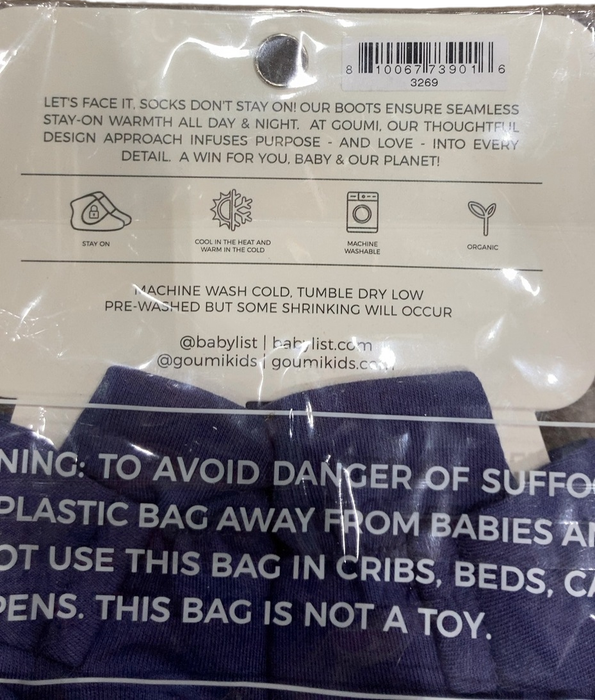 8 10067 73901 6
3269
LET'S FACE IT, SOCKS DON'T STAY ON! OUR BOOTS ENSURE SEAMLESS
STAY-ON WARMTH ALL DAY & NIGHT. AT GOUMI, OUR THOUGHTFUL
DESIGN APPROACH INFUSES PURPOSE - AND LOVE - INTO EVERY
DETAIL. A WIN FOR YOU, BABY & OUR PLANET!
STAY ON
COOL IN THE HEAT AND
WARM IN THE COLD
MACHINE
WASHABLE
ORGANIC
MACHINE WASH COLD, TUMBLE DRY LOW
PRE-WASHED BUT SOME SHRINKING WILL OCCUR
@babylist | babylist.com
@goumikids | goumikids.com
NING: TO AVOID DANGER OF SUFFO
PLASTIC BAG AWAY FROM BABIES AN
OT USE THIS BAG IN CRIBS, BEDS, CA
PENS. THIS BAG IS NOT A TOY.